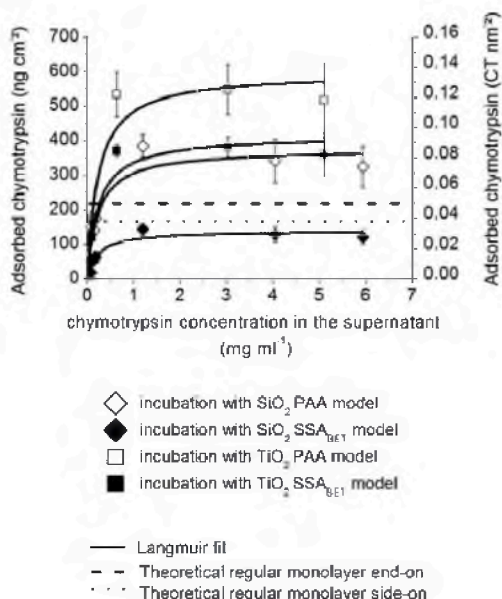 Adsorbed chymotrypsin (ng cm²)
700
600
500
400
300
200
100
0
0 1 2 3 4 5 6 7
0.16
0.14
0.12
0.10
0.08
0.06
0.04
0.02
0.00
Adsorbed chymotrypsin (CT nm²)
chymotrypsin concentration in the supernatant
(mg ml⁻¹)
incubation with SiO₂ PAA model
incubation with SiO₂ SSA_BET model
incubation with TiO₂ PAA model
incubation with TiO₂ SSA_BET model
Langmuir fit
Theoretical regular monolayer end-on
Theoretical regular monolayer side-on